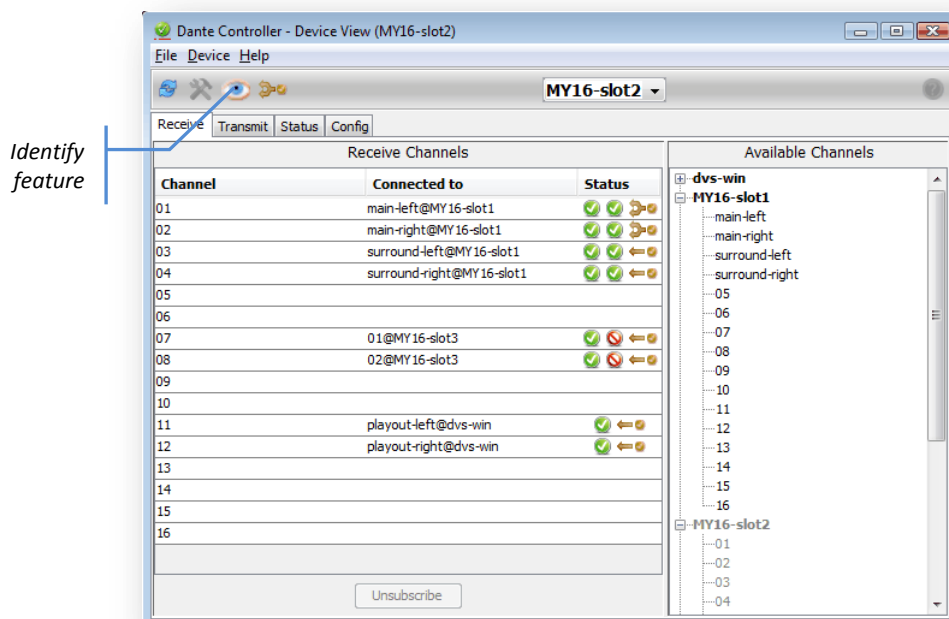 Dante Controller - Device View (MY16-slot2)
File Device Help
MY16-slot2
Identify
feature
Receive Transmit Status Config
Receive Channels
Channel Connected to Status
01 main-left@MY16-slot1
02 main-right@MY16-slot1
03 surround-left@MY16-slot1
04 surround-right@MY16-slot1
05
06
07 01@MY16-slot3
08 02@MY16-slot3
09
10
11 playout-left@dvs-win
12 playout-right@dvs-win
13
14
15
16
Unsubscribe
Available Channels
dvs-win
MY16-slot1
main-left
main-right
surround-left
surround-right
05
06
07
08
09
10
11
12
13
14
15
16
MY16-slot2
01
02
03
04